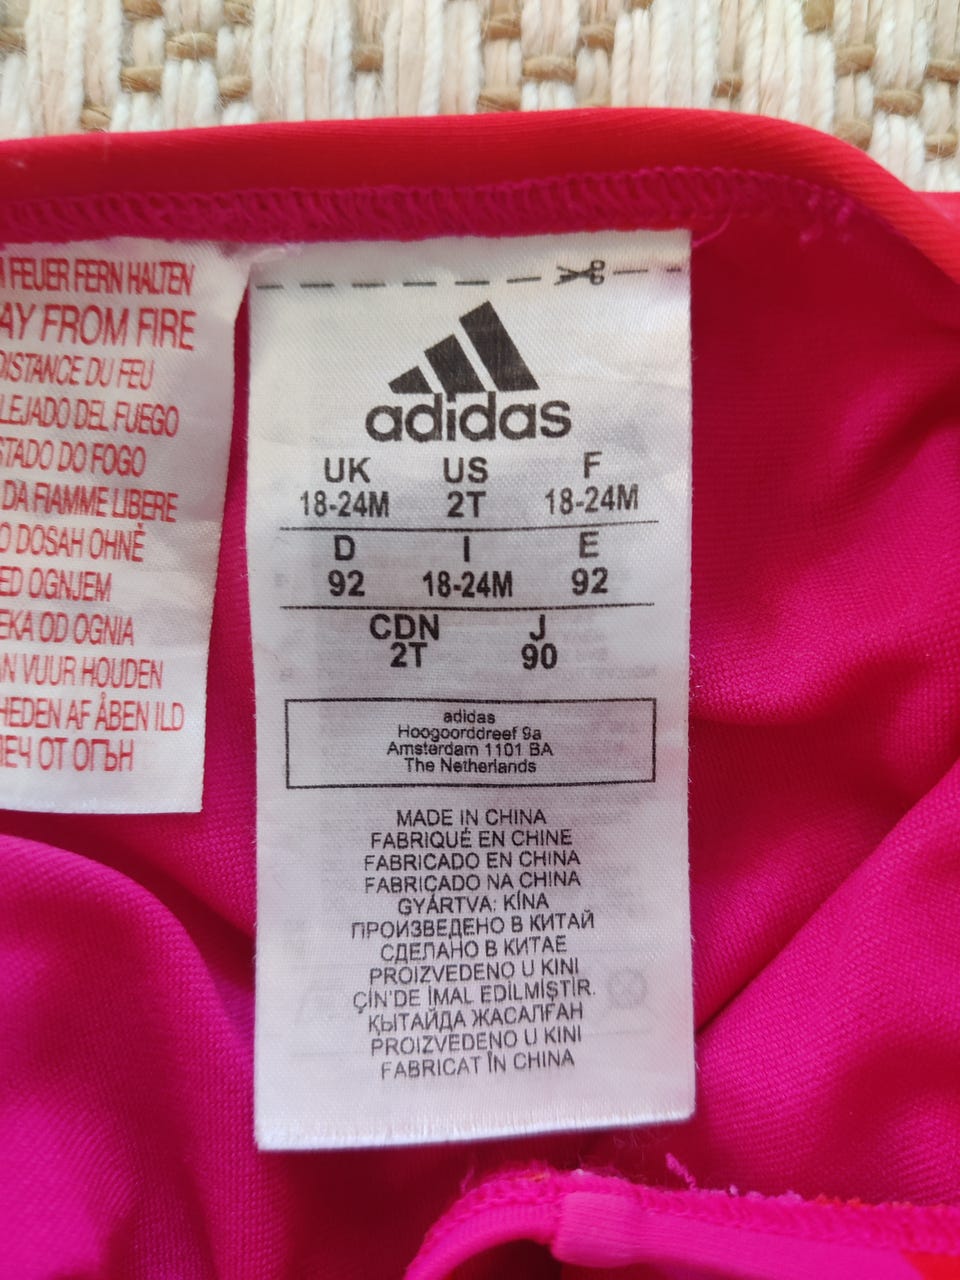 FEUER FERN HALTEN
AY FROM FIRE
DISTANCE DU FEU
LEJADO DEL FUEGO
STADO DO FOGO
DA FIAMME LIBERE
O DOSAH OHNĚ
ED OGNJEM
EKA OD OGNIA
N VUUR HOUDEN
HEDEN AF ÅBEN ILD
ЛЕЧ ОТ ОГЪН
adidas
UK US F
18-24M 2T 18-24M
D I E
92 18-24M 92
CDN J
2T 90
adidas
Hoogoorddreef 9a
Amsterdam 1101 BA
The Netherlands
MADE IN CHINA
FABRIQUÉ EN CHINE
FABRICADO EN CHINA
FABRICADO NA CHINA
GYÁRTVA: KÍNA
ПРОИЗВЕДЕНО В КИТАЙ
СДЕЛАНО В КИТАЕ
PROIZVEDENO U KINI
ÇİN'DE İMAL EDİLMİŞTİR.
ҚЫТАЙДА ЖАСАЛҒАН
PROIZVEDENO U KINI
FABRICAT ÎN CHINA